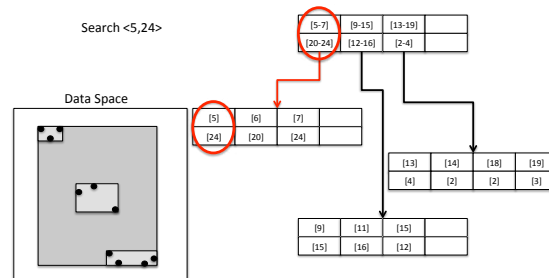 Search <5,24>
[5-7] [9-15] [13-19]
[20-24] [12-16] [2-4]
Data Space
[5] [6] [7]
[24] [20] [24]
[13] [14] [18] [19]
[4] [2] [2] [3]
[9] [11] [15]
[15] [16] [12]